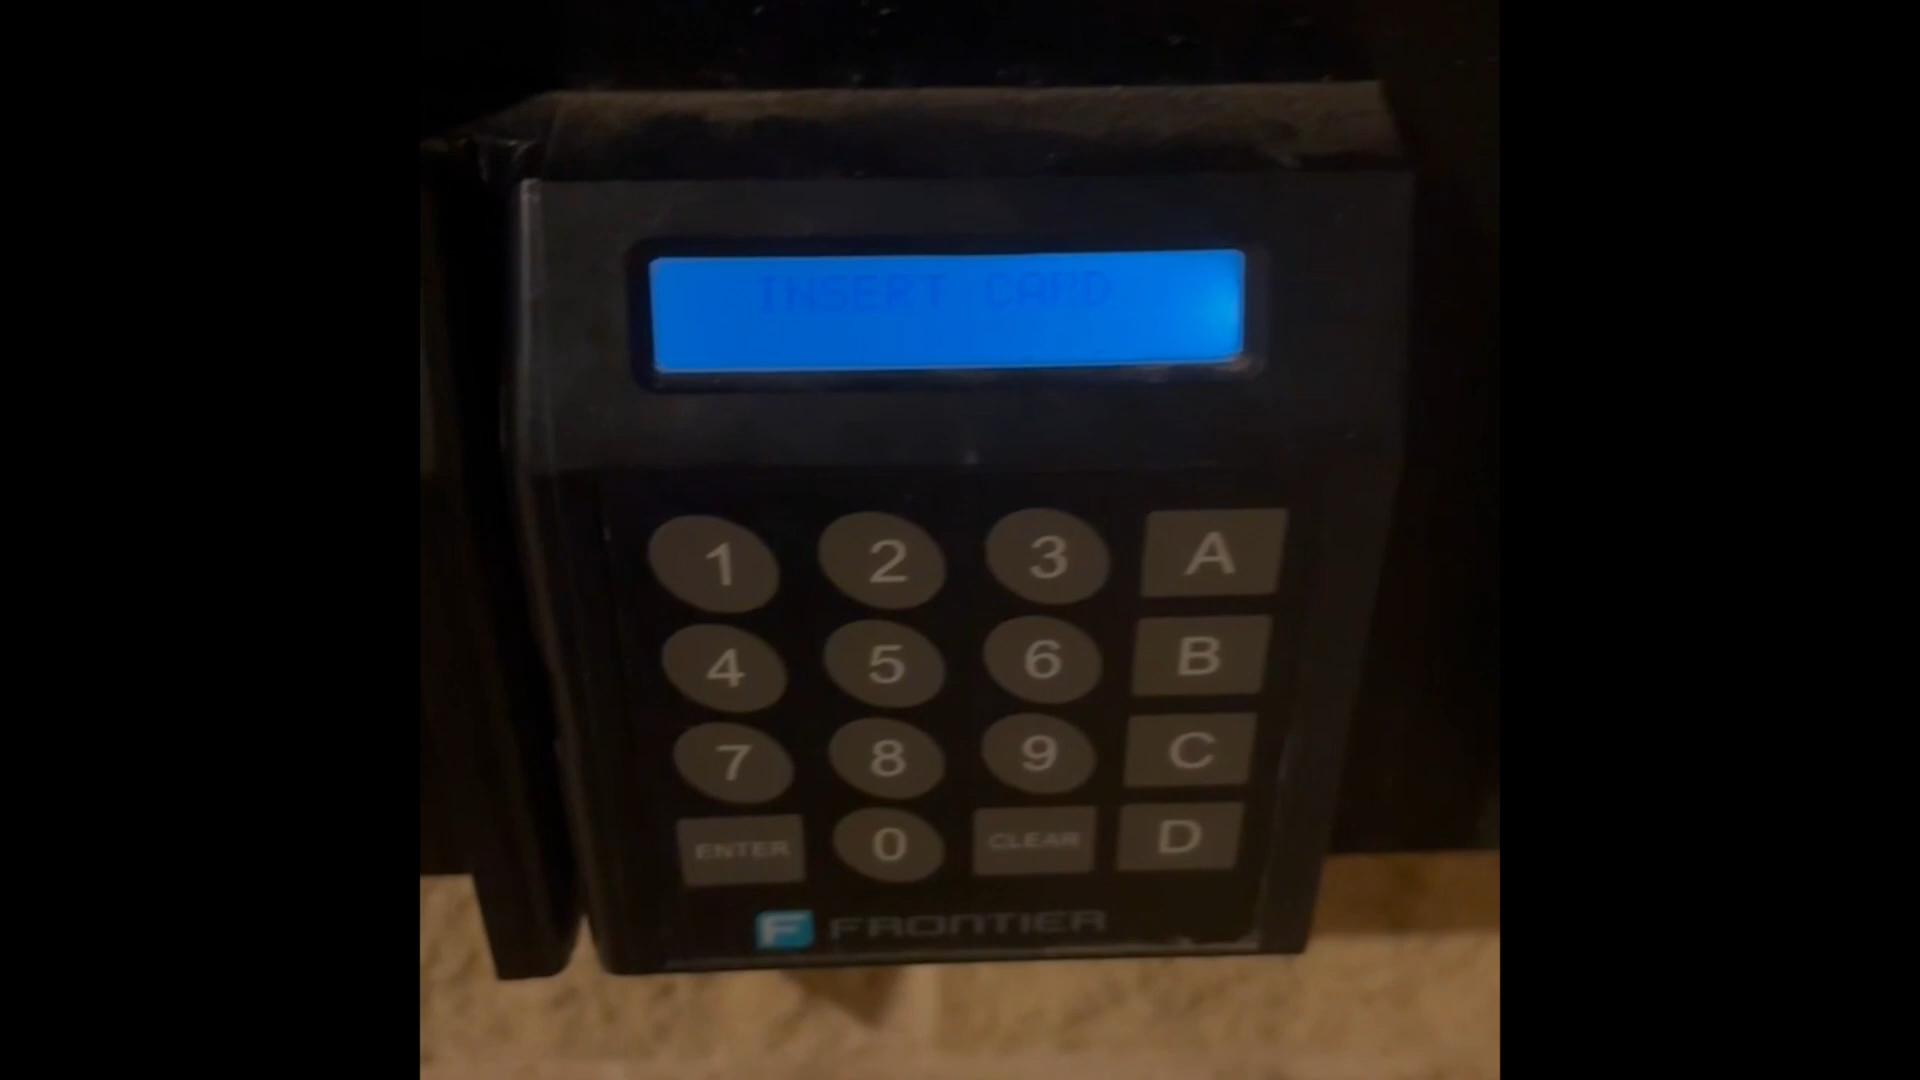 INSERT CARD
1 2 3 A
4 5 6 B
7 8 9 C
ENTER 0 CLEAR D
F FRONTIER